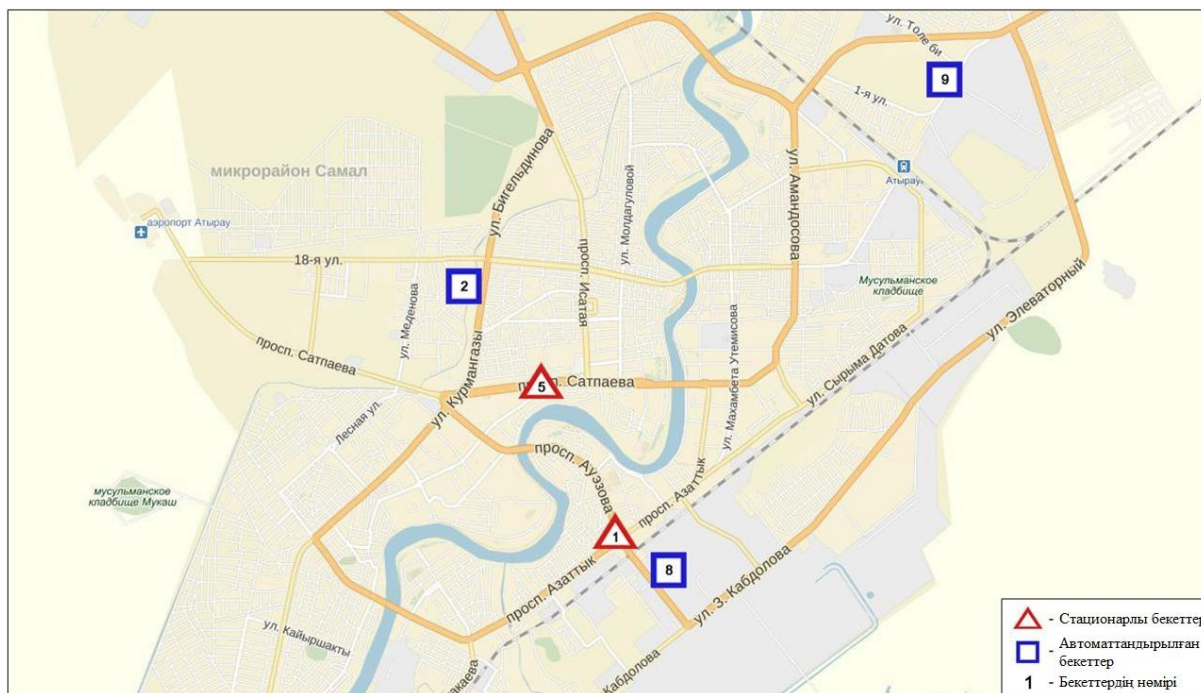 ул. Толе би
9
1-я ул.
Атырау
ул. Бигельдинова
ул. Молдагуловой
ул. Амандосова
микрорайон Самал
аэропорт Атырау
18-я ул.
просп. Исатая
2
ул. Меденова
Мусульманское
кладбище
ул. Элеваторный
просп. Сатпаева
ул. Курмангазы
5
Сатпаева
ул. Махамбета Утемисова
ул. Сырыма Датова
Лесная ул.
просп. Ауэзова
просп. Азаттык
мусульманское
кладбище Мукаш
1
8
просп. Азаттык
ул. З. Кабдолова
ул. Кайыршакты
Кабдолова
- Стационарлы бекеттер
- Автоматтандырылған
бекеттер
1 - Бекеттердің нөмірі